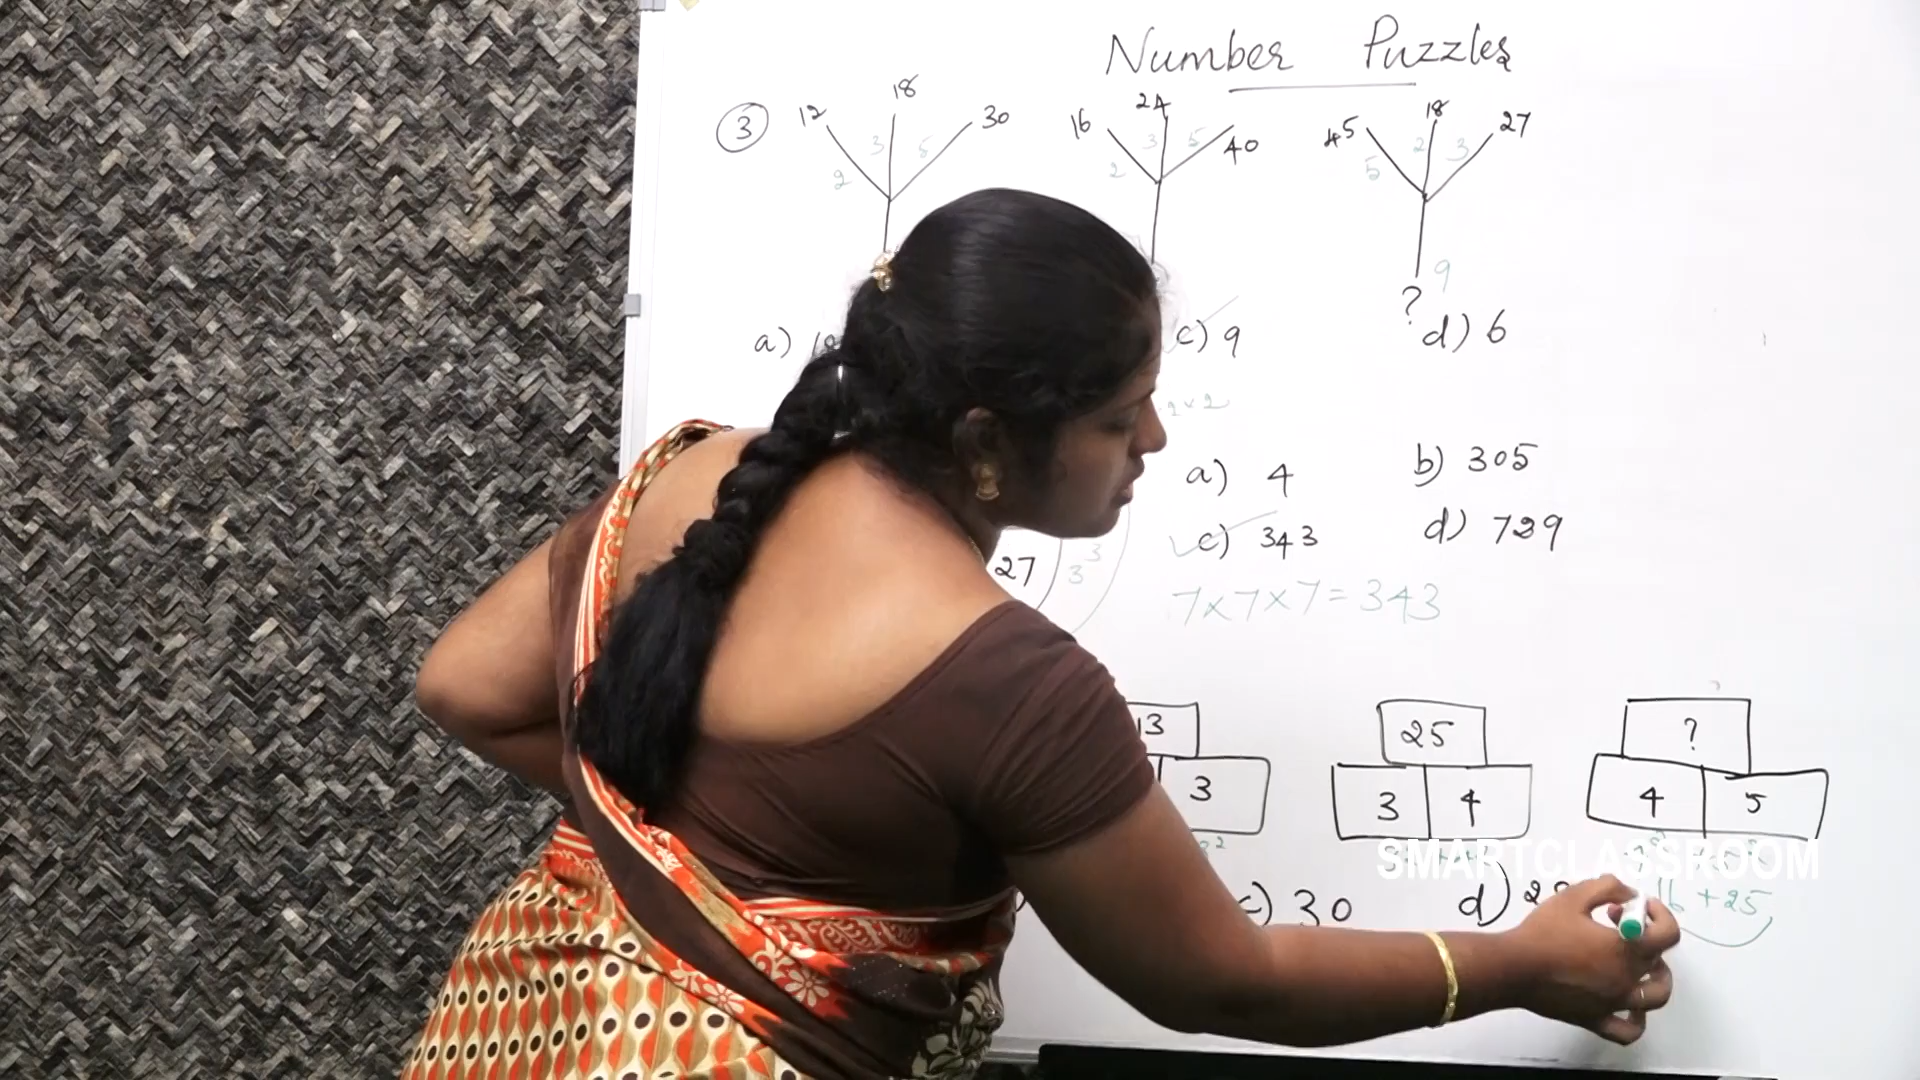 Number Puzzles
3 12 18 30 16 24 40 45 18 27
2 3 5 2 3 5 5 2 3
9
?
a) c) 9 d) 6
a) 4 b) 305
c) 343 d) 729
27 3³
7×7×7=343
13 25 ?
3 3 4 4 5
SMARTCLASSROOM
c) 30 d) 16 + 25